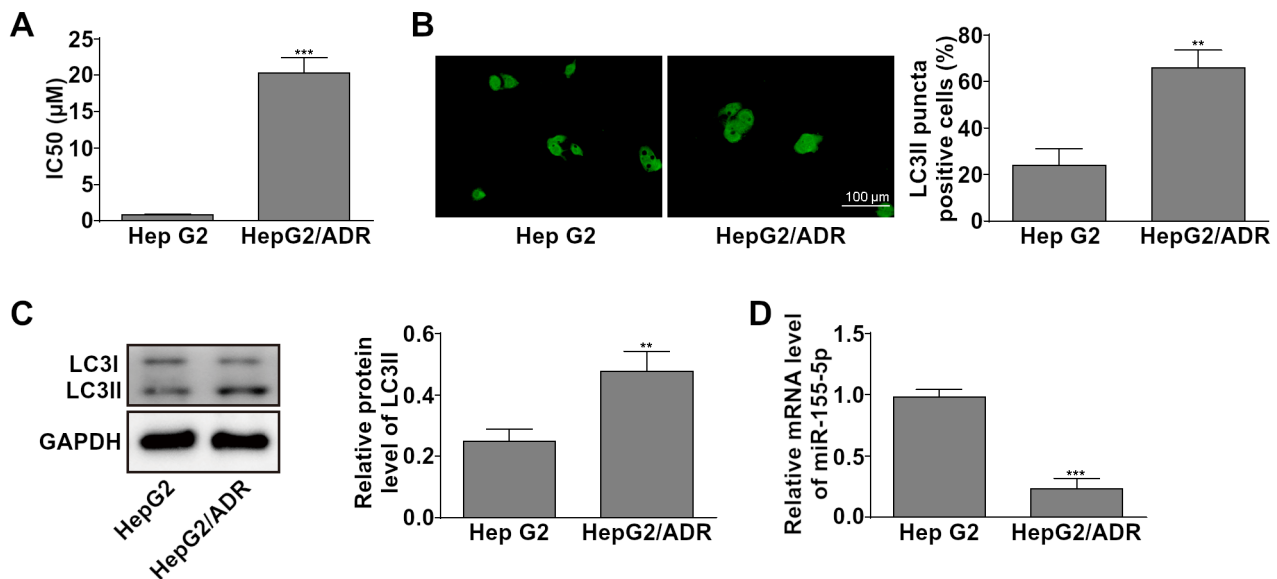 A
IC50 (µM)
25
20
15
10
5
0
***
Hep G2
HepG2/ADR
B
100 µm
Hep G2
HepG2/ADR
LC3II puncta
positive cells (%)
80
60
40
20
0
**
Hep G2
HepG2/ADR
C
LC3I
LC3II
GAPDH
HepG2
HepG2/ADR
Relative protein
level of LC3II
0.6
0.4
0.2
0.0
**
Hep G2
HepG2/ADR
D
Relative mRNA level
of miR-155-5p
1.5
1.0
0.5
0.0
***
Hep G2
HepG2/ADR